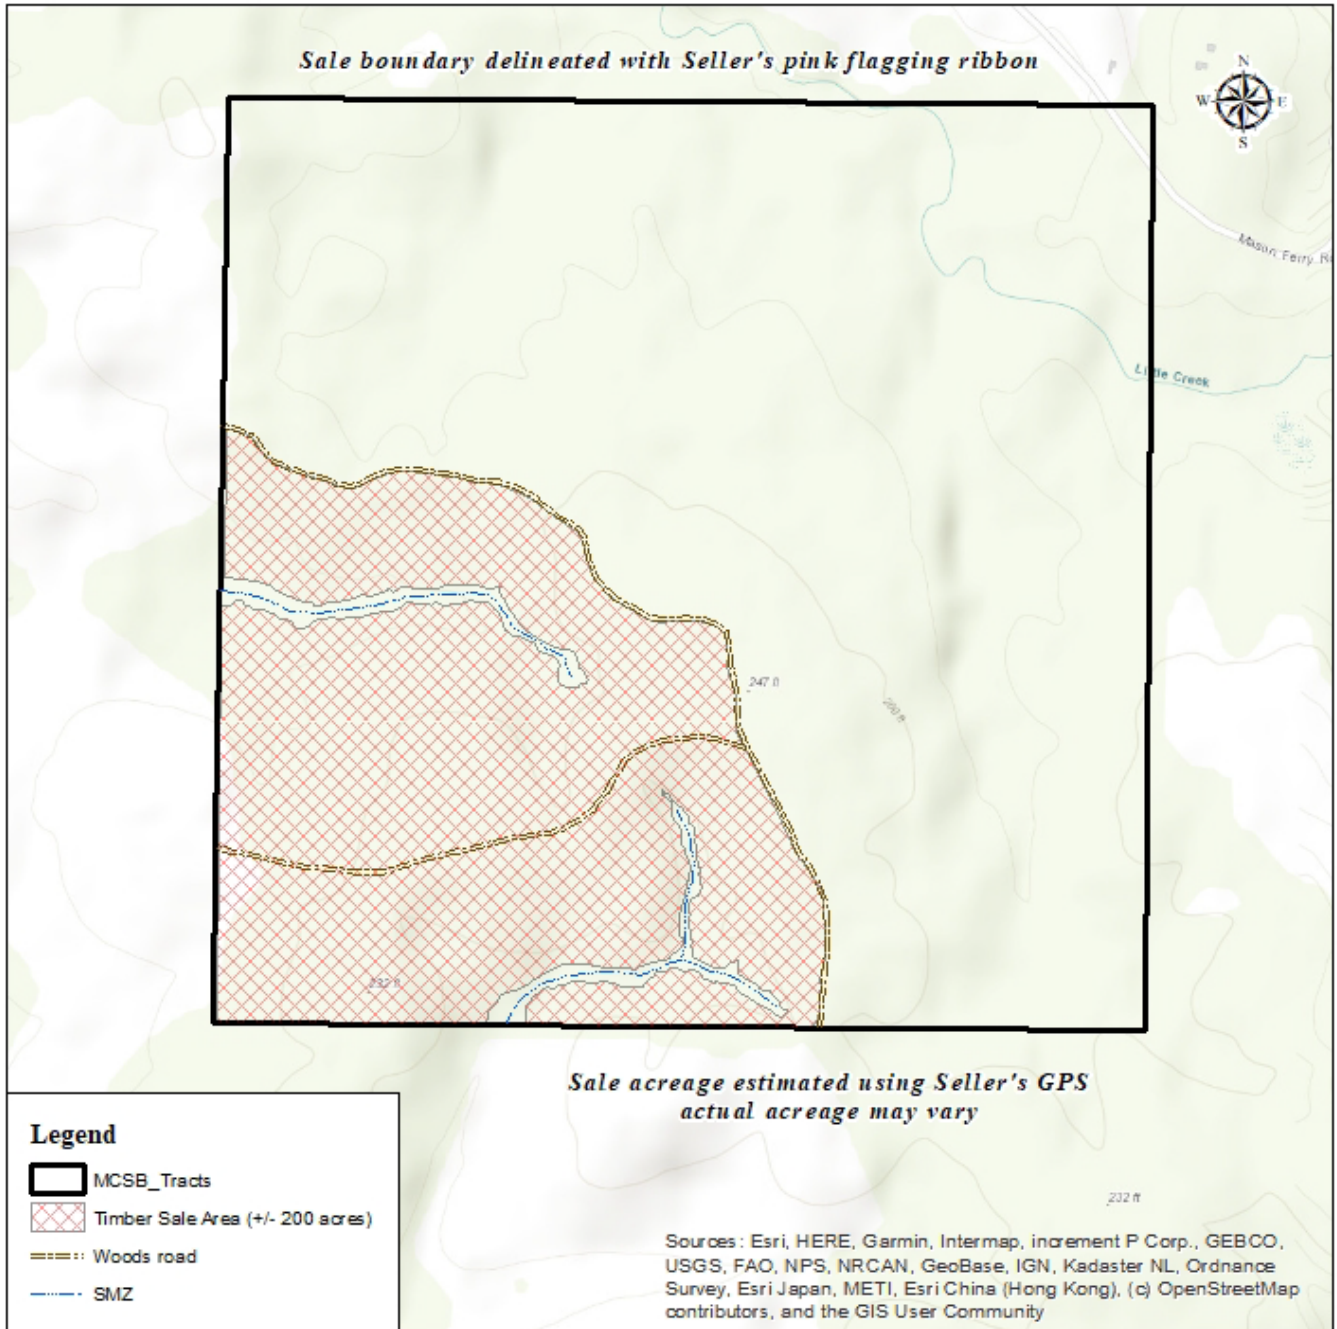 Sale boundary delineated with Seller's pink flagging ribbon
N
W E
S
Mason Ferry R
Little Creek
247 ft
200 ft
232 ft
Sale acreage estimated using Seller's GPS
actual acreage may vary
Legend
MCSB_Tracts
Timber Sale Area (+/- 200 acres)
Woods road
SMZ
232 ft
Sources: Esri, HERE, Garmin, Intermap, increment P Corp., GEBCO,
USGS, FAO, NPS, NRCAN, GeoBase, IGN, Kadaster NL, Ordnance
Survey, Esri Japan, METI, Esri China (Hong Kong), (c) OpenStreetMap
contributors, and the GIS User Community